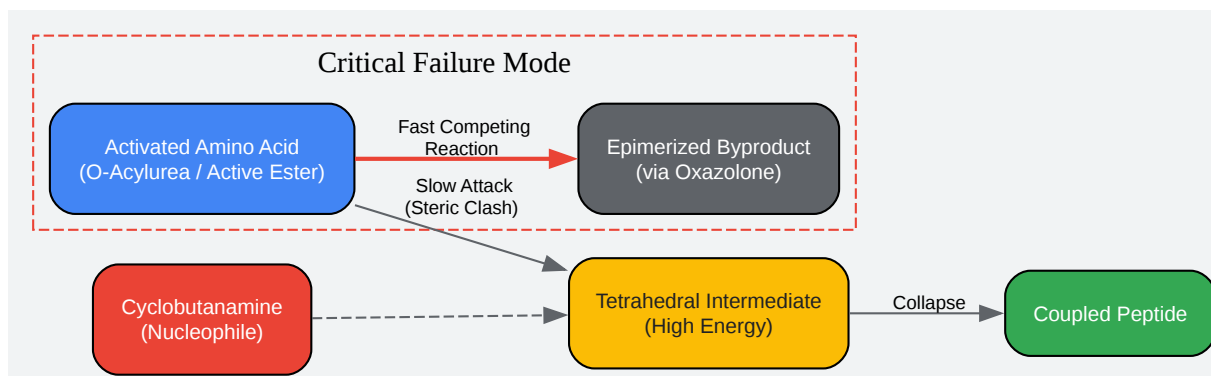 Critical Failure Mode
Activated Amino Acid
(O-Acylurea / Active Ester)
Fast Competing
Reaction
Epimerized Byproduct
(via Oxazolone)
Slow Attack
(Steric Clash)
Cyclobutanamine
(Nucleophile)
Tetrahedral Intermediate
(High Energy)
Collapse
Coupled Peptide